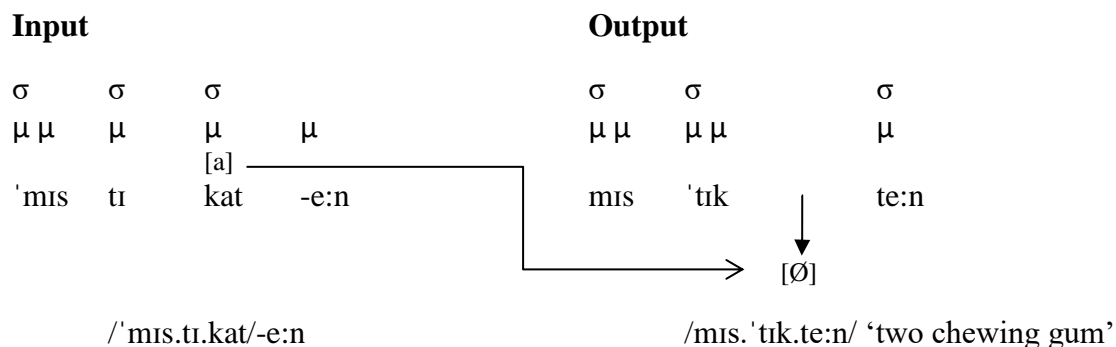 Input Output
σ σ σ σ σ σ
μ μ μ μ μ μ μ μ μ μ
[a]
ˈmɪs tɪ kat -e:n mɪs ˈtɪk te:n
[Ø]
/ˈmɪs.tɪ.kat/-e:n /mɪs.ˈtɪk.te:n/ ‘two chewing gum’